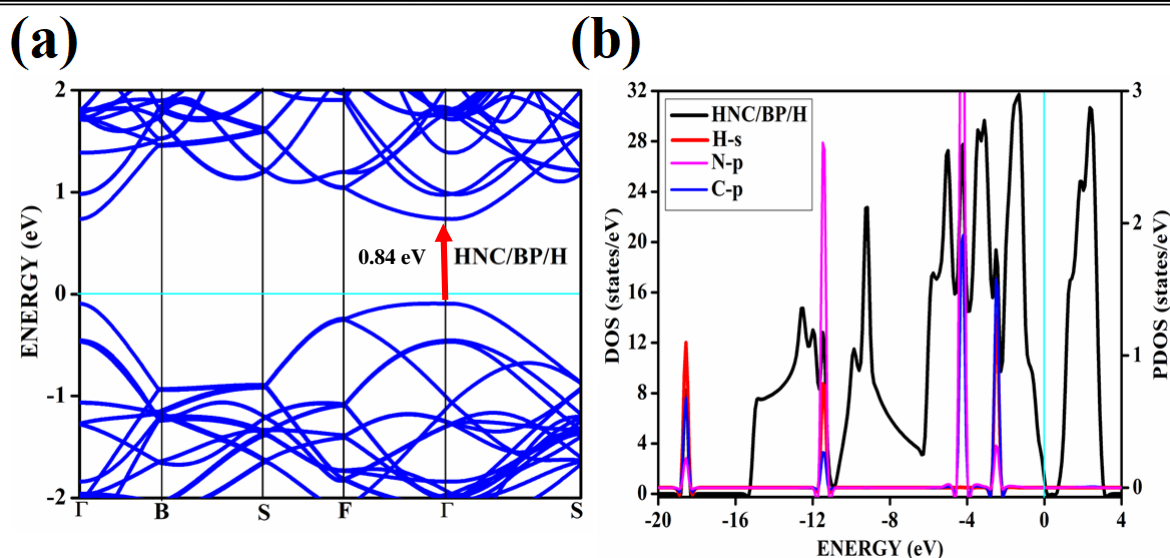 (a)
ENERGY (eV)
2
1
0
-1
-2
0.84 eV
HNC/BP/H
Γ
B
S
F
Γ
S
(b)
DOS (states/eV)
32
28
24
20
16
12
8
4
0
HNC/BP/H
H-s
N-p
C-p
3
2
1
0
PDOS (states/eV)
-20
-16
-12
-8
-4
0
4
ENERGY (eV)